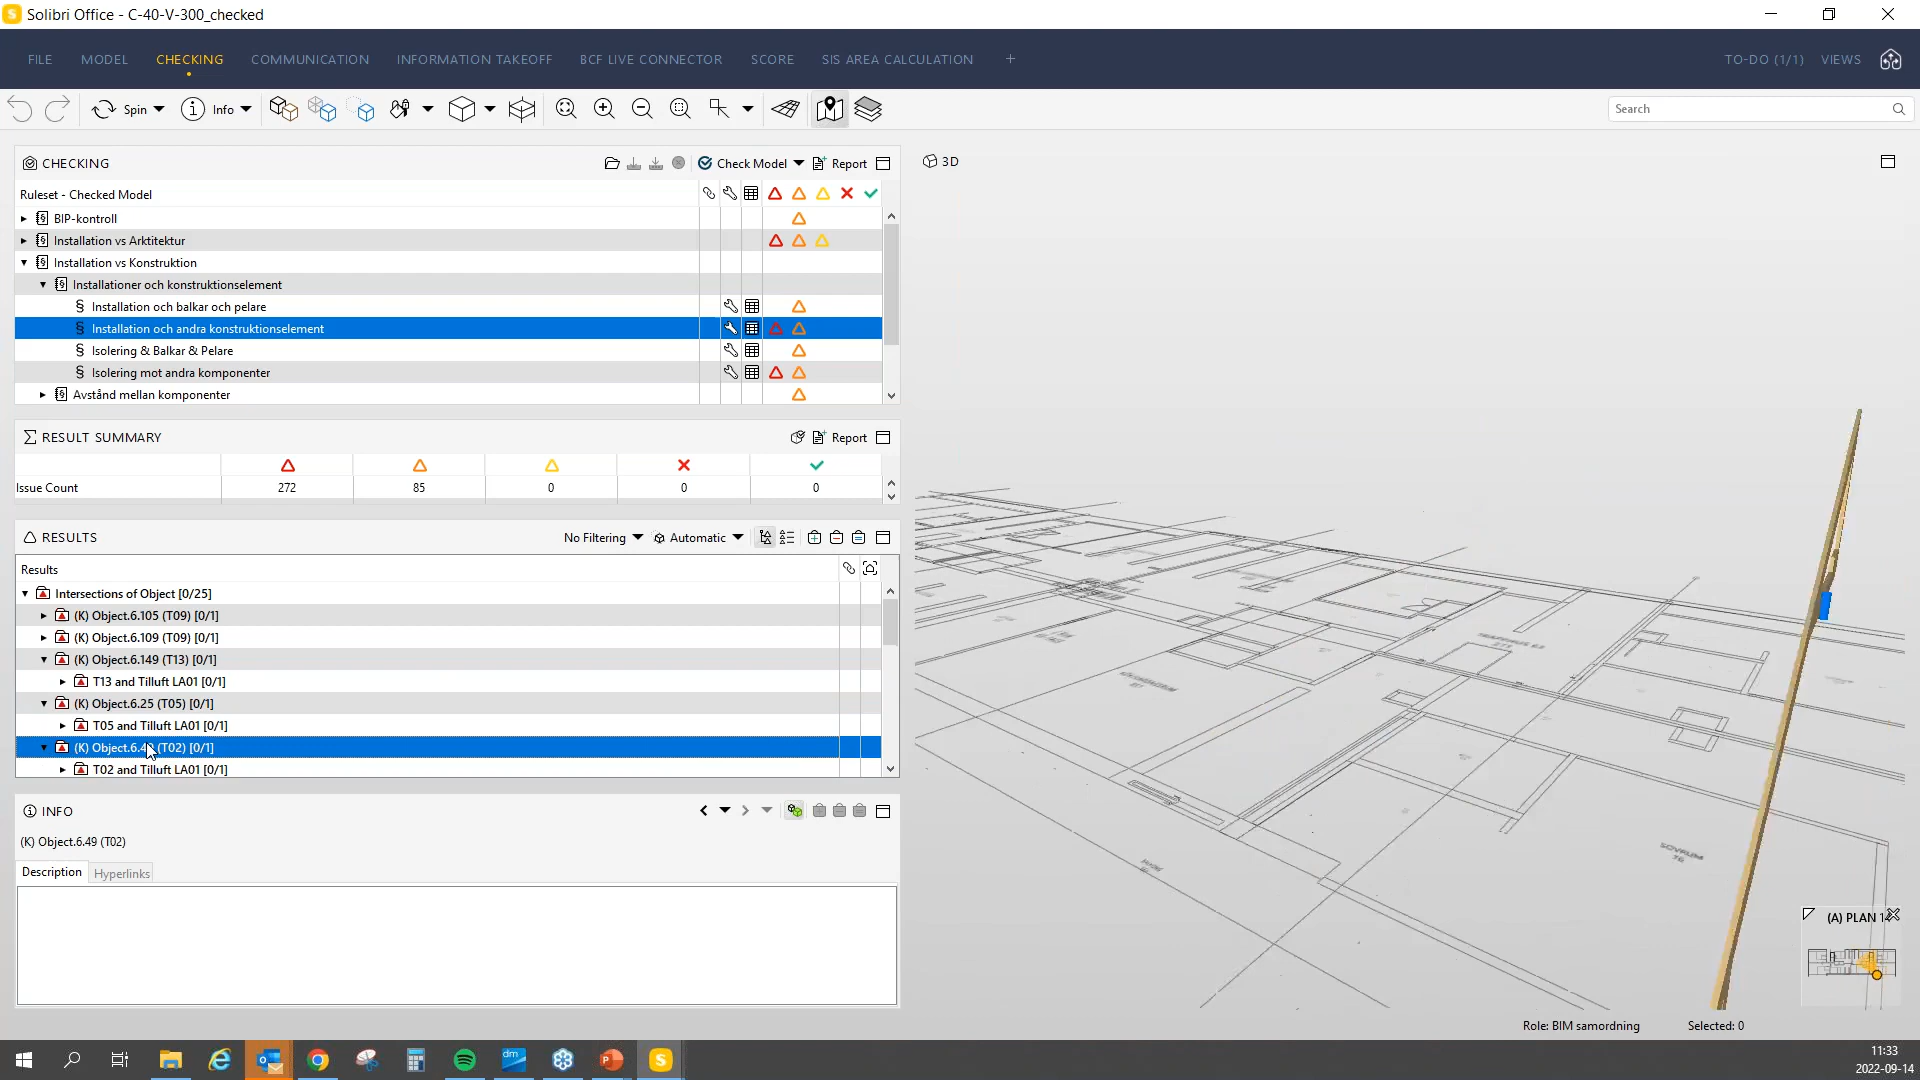 Solibri Office - C-40-V-300_checked
FILE MODEL CHECKING COMMUNICATION INFORMATION TAKEOFF BCF LIVE CONNECTOR SCORE SIS AREA CALCULATION + TO-DO (1/1) VIEWS
Spin Info Search
CHECKING Check Model Report
3D
Ruleset - Checked Model
§ BIP-kontroll
§ Installation vs Arktitektur
§ Installation vs Konstruktion
§ Installationer och konstruktionselement
§ Installation och balkar och pelare
§ Installation och andra konstruktionselement
§ Isolering & Balkar & Pelare
§ Isolering mot andra komponenter
§ Avstånd mellan komponenter
RESULT SUMMARY Report
Issue Count 272 85 0 0 0
RESULTS No Filtering Automatic
Results
Intersections of Object [0/25]
(K) Object.6.105 (T09) [0/1]
(K) Object.6.109 (T09) [0/1]
(K) Object.6.149 (T13) [0/1]
T13 and Tilluft LA01 [0/1]
(K) Object.6.25 (T05) [0/1]
T05 and Tilluft LA01 [0/1]
(K) Object.6.4 (T02) [0/1]
T02 and Tilluft LA01 [0/1]
INFO
(K) Object.6.49 (T02)
Description Hyperlinks
(A) PLAN 1
Role: BIM samordning Selected: 0
dm
11:33
2022-09-14